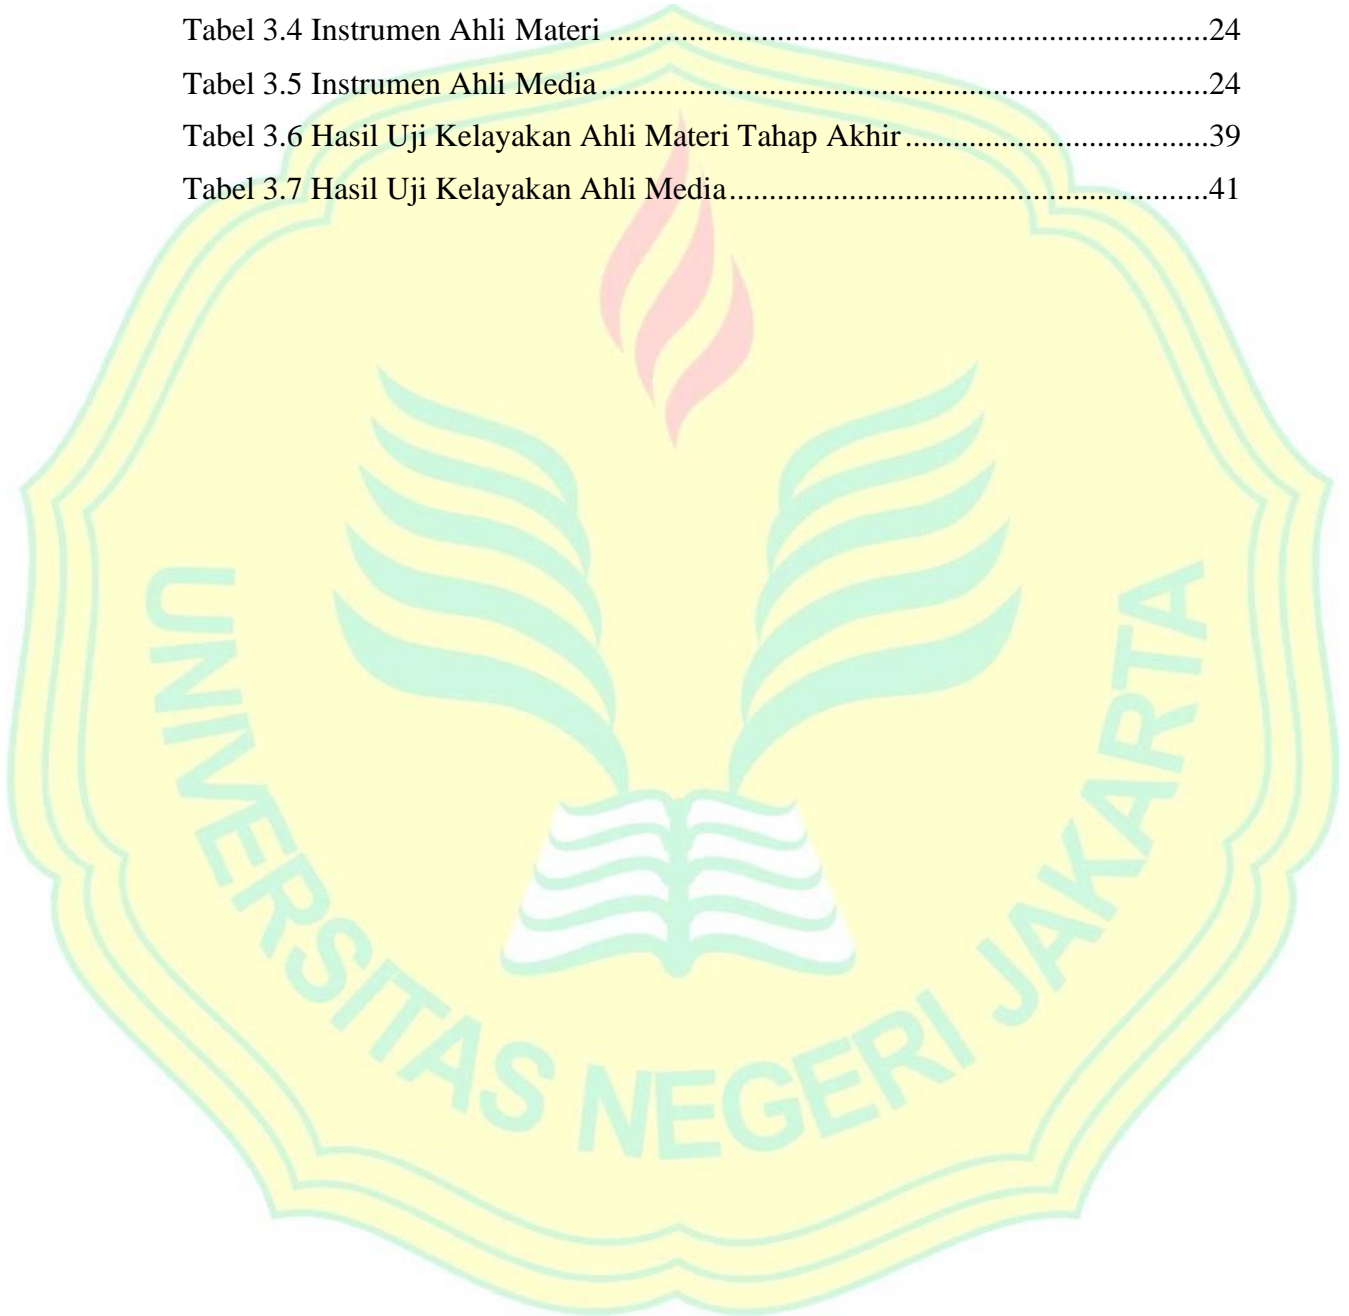 Tabel 3.4 Instrumen Ahli Materi ...........................................................................24
Tabel 3.5 Instrumen Ahli Media............................................................................24
Tabel 3.6 Hasil Uji Kelayakan Ahli Materi Tahap Akhir ......................................39
Tabel 3.7 Hasil Uji Kelayakan Ahli Media............................................................41
UNIVERSITAS NEGERI JAKARTA